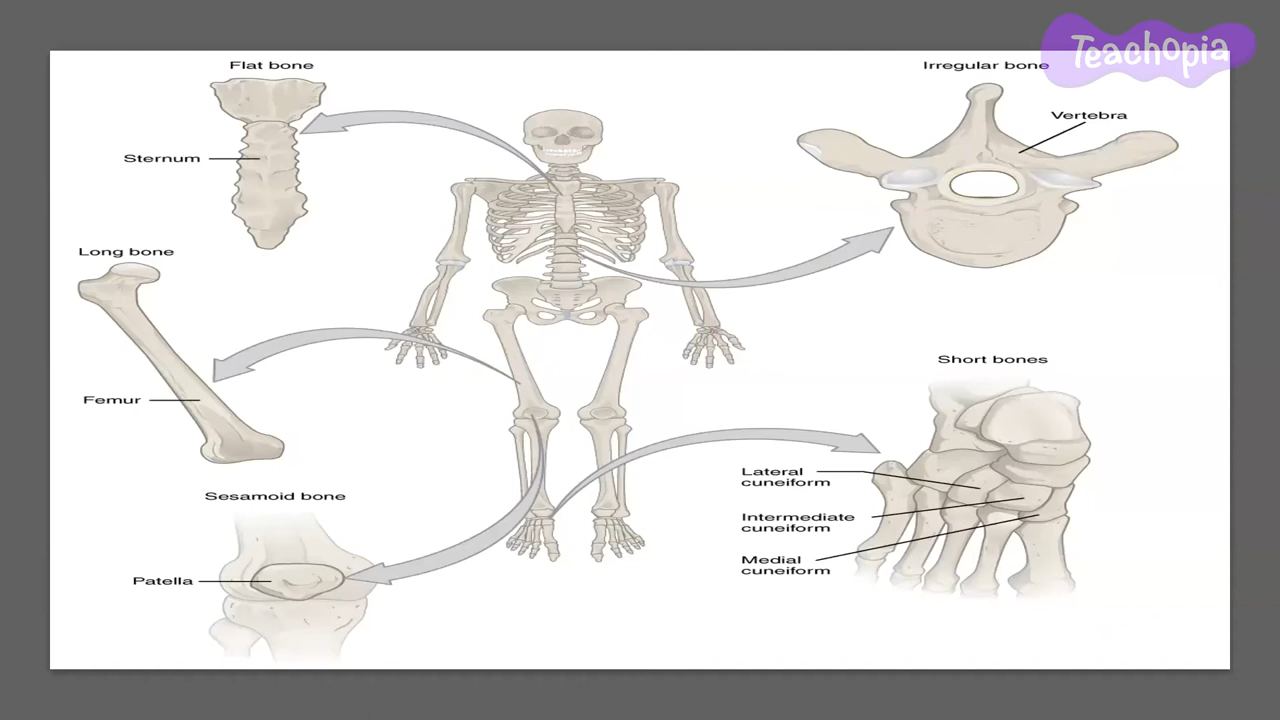 Teachopia
Flat bone
Sternum
Irregular bone
Vertebra
Long bone
Femur
Short bones
Lateral
cuneiform
Intermediate
cuneiform
Medial
cuneiform
Sesamoid bone
Patella